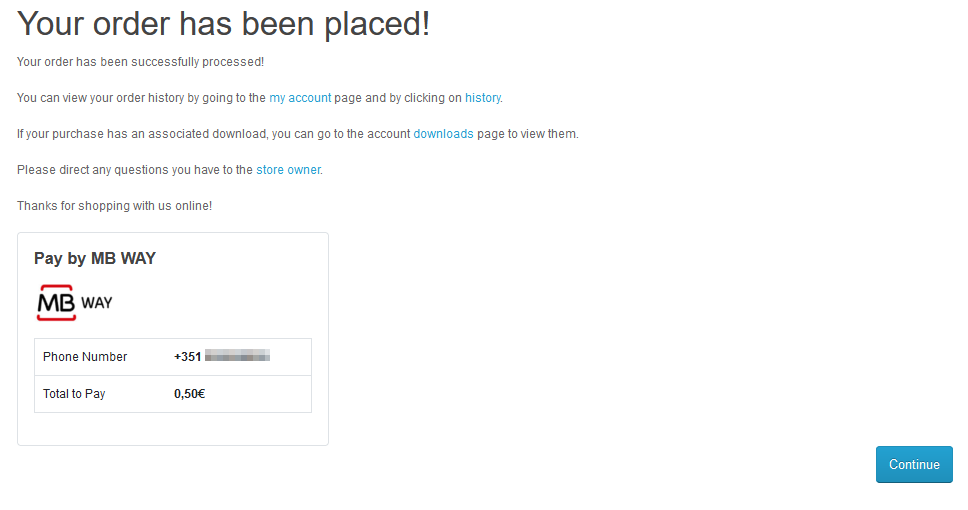 Your order has been placed!
Your order has been successfully processed!
You can view your order history by going to the my account page and by clicking on history.
If your purchase has an associated download, you can go to the account downloads page to view them.
Please direct any questions you have to the store owner.
Thanks for shopping with us online!
Pay by MB WAY
MB WAY
Phone Number +351
Total to Pay 0,50€
Continue